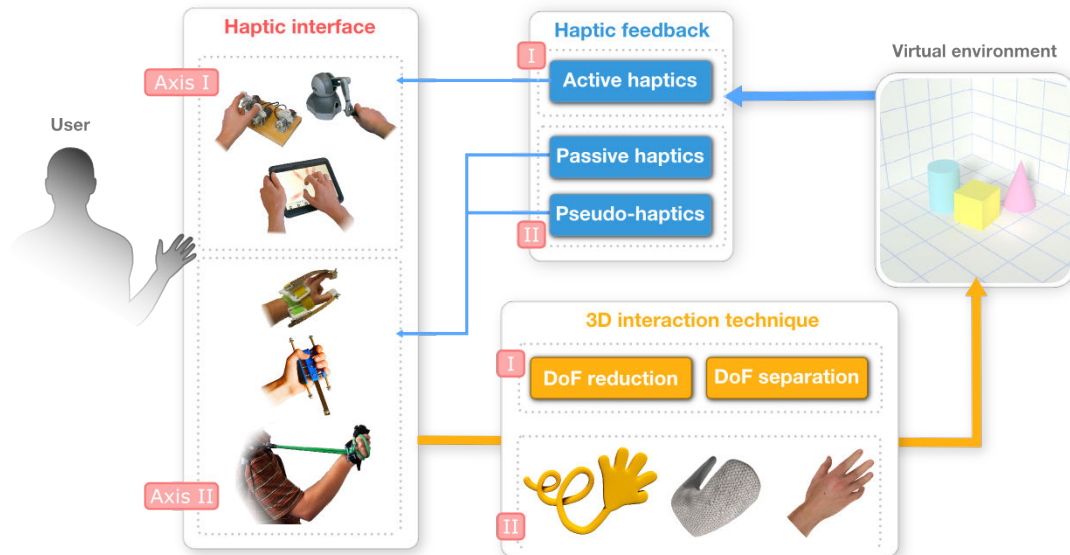 Haptic interface
Haptic feedback
Virtual environment
I
Axis I
Active haptics
User
Passive haptics
Pseudo-haptics
II
3D interaction technique
I
DoF reduction
DoF separation
Axis II
II